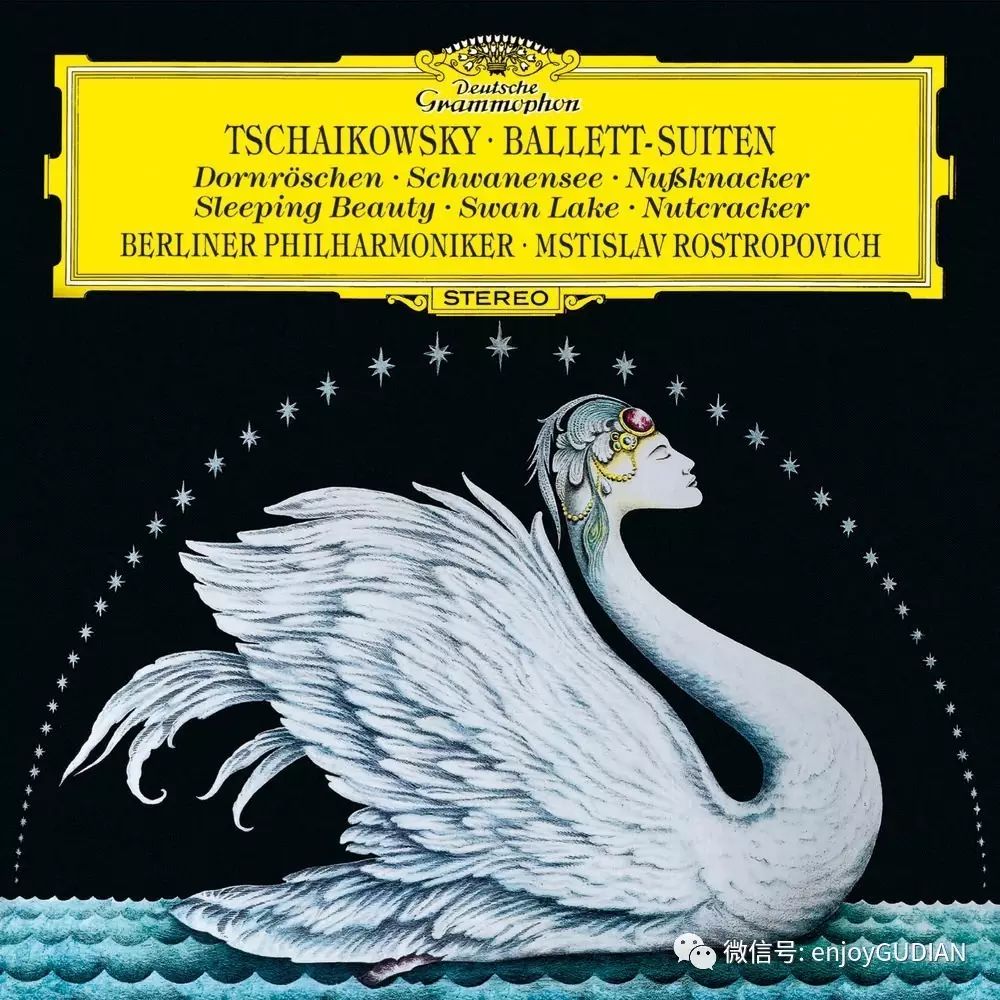 Deutsche
Grammophon
TSCHAIKOWSKY · BALLETT-SUITEN
Dornröschen · Schwanensee · Nußknacker
Sleeping Beauty · Swan Lake · Nutcracker
BERLINER PHILHARMONIKER · MSTISLAV ROSTROPOVICH
STEREO
微信号: enjoyGUDIAN